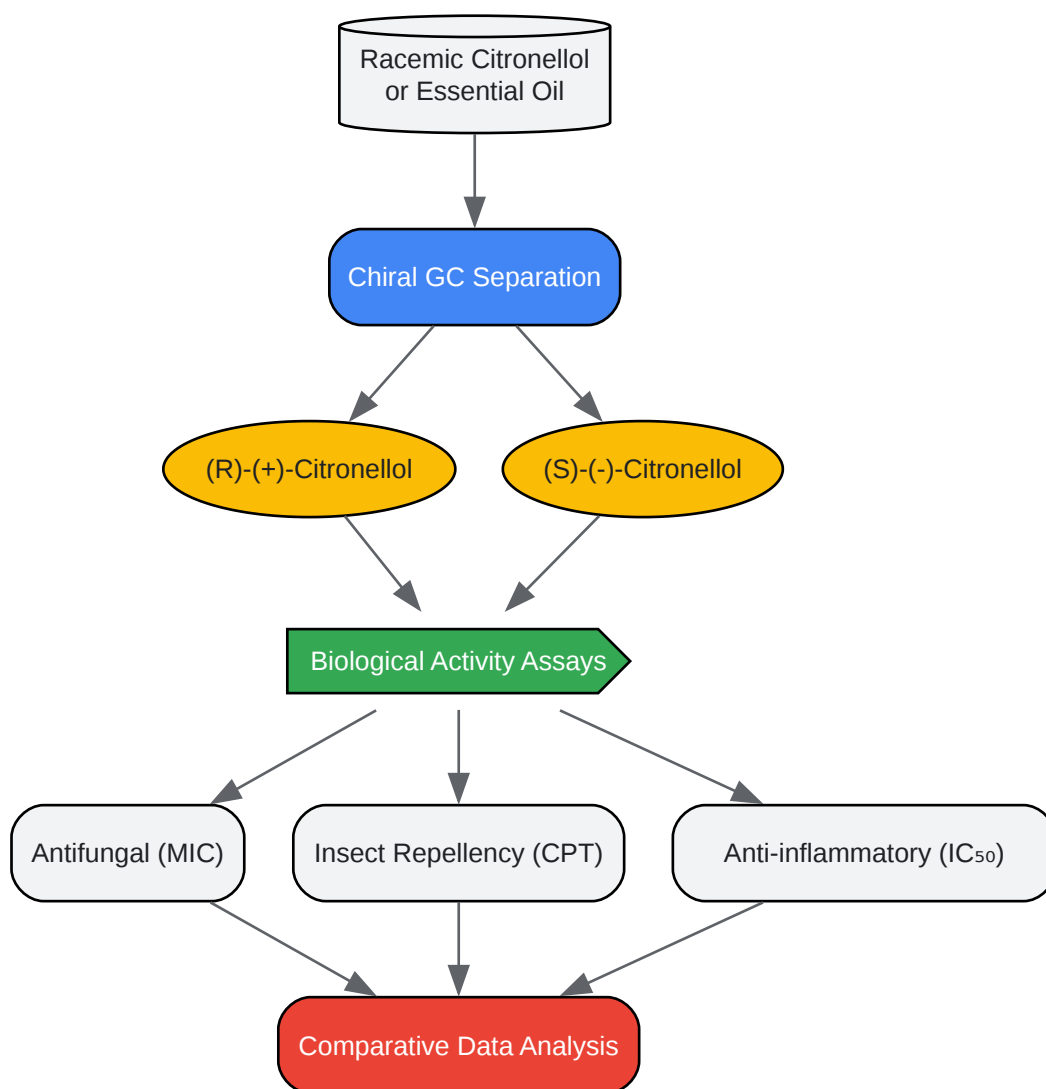 Racemic Citronellol
or Essential Oil
Chiral GC Separation
(R)-(+)-Citronellol
(S)-(-)-Citronellol
Biological Activity Assays
Antifungal (MIC)
Insect Repellency (CPT)
Anti-inflammatory (IC₅₀)
Comparative Data Analysis